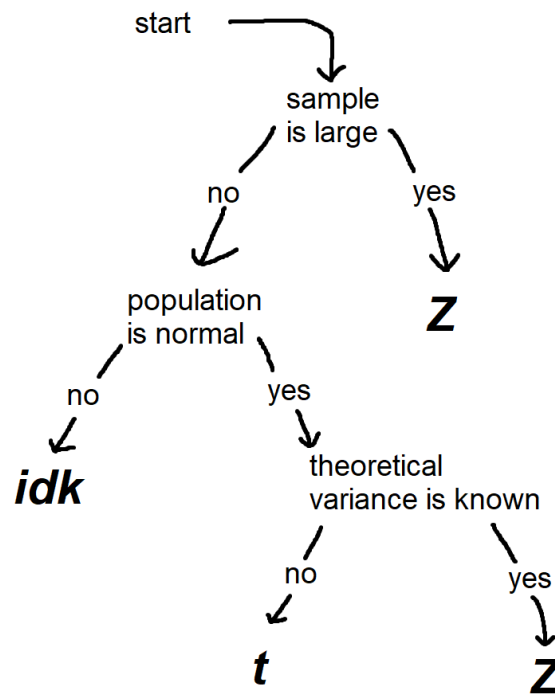 start
sample
is large
no
yes
population
is normal
Z
no
yes
idk
theoretical
variance is known
no
yes
t
Z